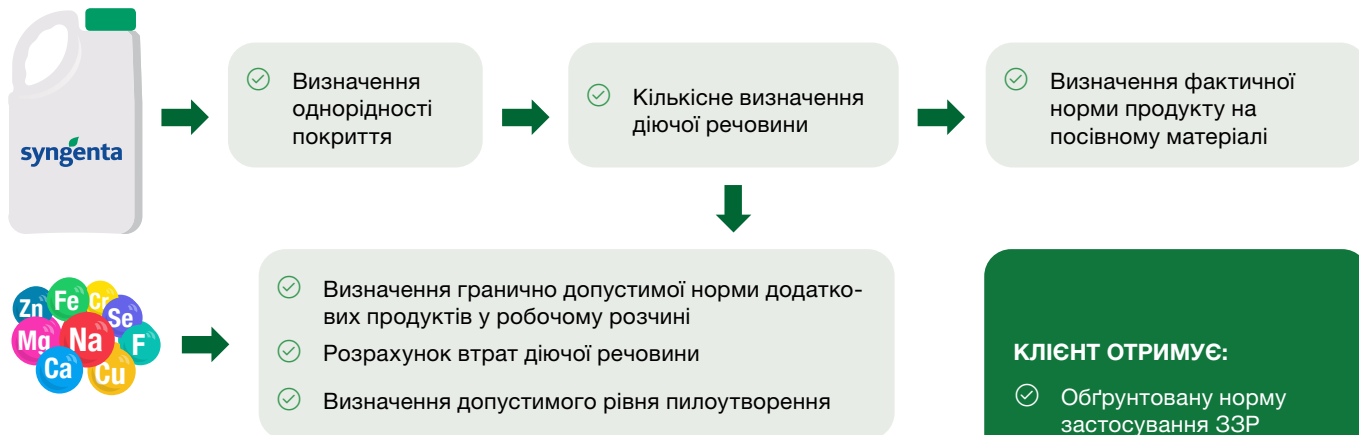 syngenta
Визначення
однорідності
покриття
Кількісне визначення
діючої речовини
Визначення фактичної
норми продукту на
посівному матеріалі
Zn
Fe
Cr
Se
Mg
Na
F
Ca
Cu
Визначення гранично допустимої норми додатко-
вих продуктів у робочому розчині
Розрахунок втрат діючої речовини
Визначення допустимого рівня пилоутворення
КЛІЄНТ ОТРИМУЄ:
Обґрунтовану норму
застосування ЗЗР